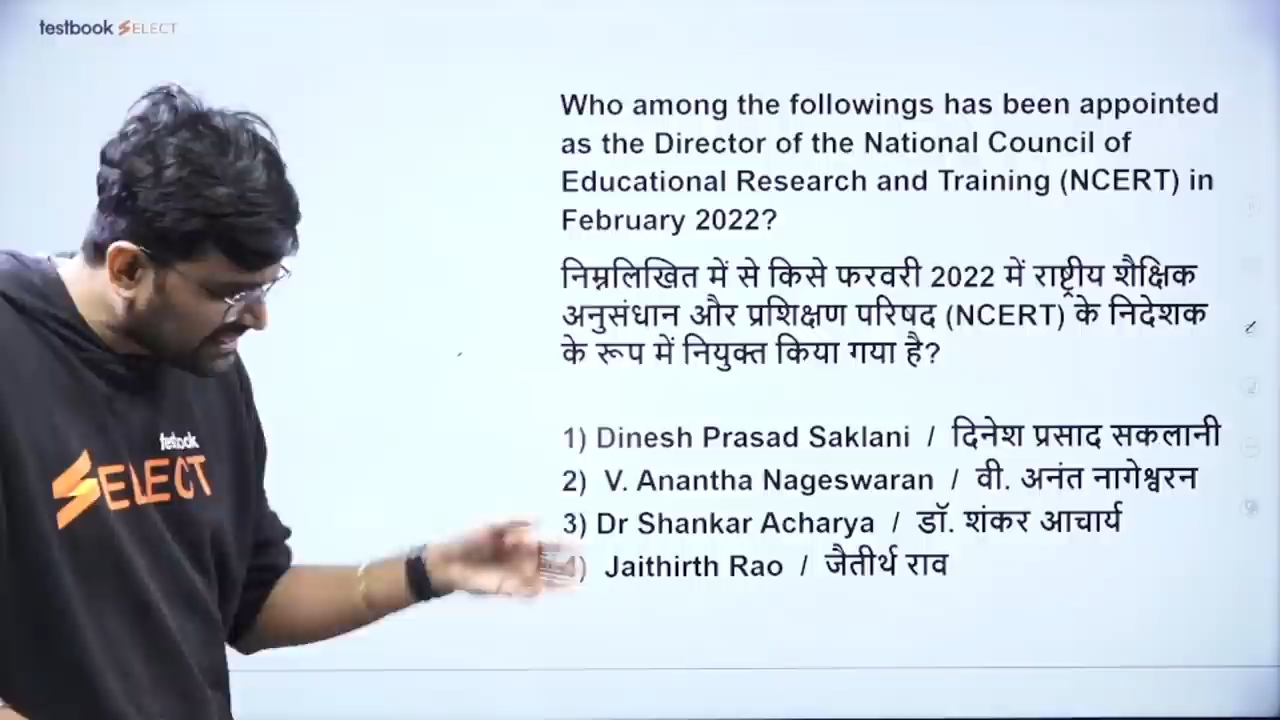 testbook SELECT
Who among the followings has been appointed
as the Director of the National Council of
Educational Research and Training (NCERT) in
February 2022?
निम्नलिखित में से किसे फरवरी 2022 में राष्ट्रीय शैक्षिक
अनुसंधान और प्रशिक्षण परिषद (NCERT) के निदेशक
के रूप में नियुक्त किया गया है?
1) Dinesh Prasad Saklani / दिनेश प्रसाद सकलानी
2) V. Anantha Nageswaran / वी. अनंत नागेश्वरन
3) Dr Shankar Acharya / डॉ. शंकर आचार्य
4) Jaithirth Rao / जैतीर्थ राव
testbook
SELECT